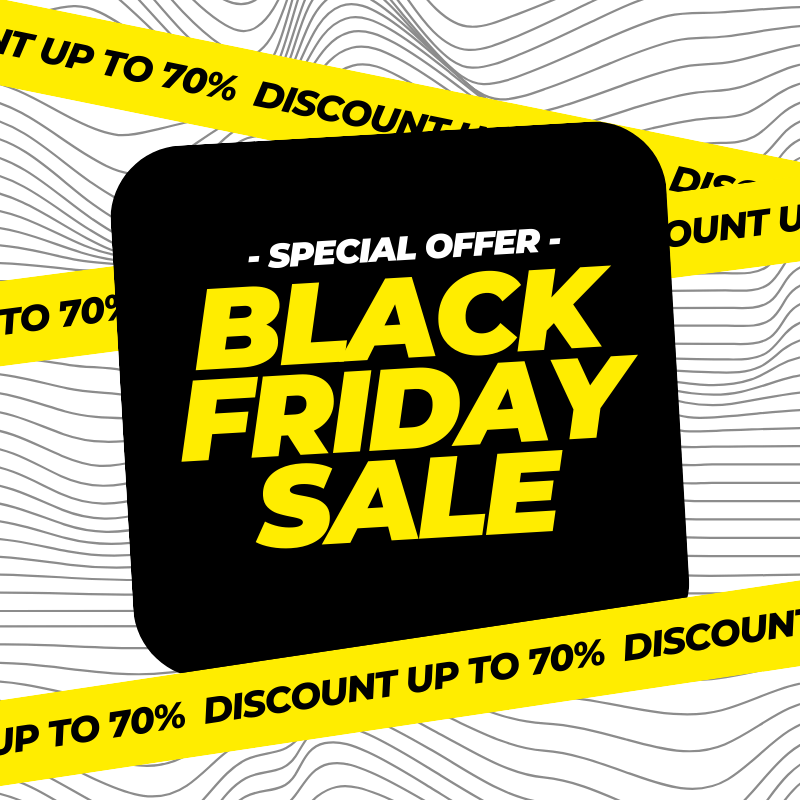 UP TO 70% DISCOUNT
- SPECIAL OFFER -
BLACK
FRIDAY
SALE
TO 70%
UP TO 70% DISCOUNT UP TO 70% DISCOUNT